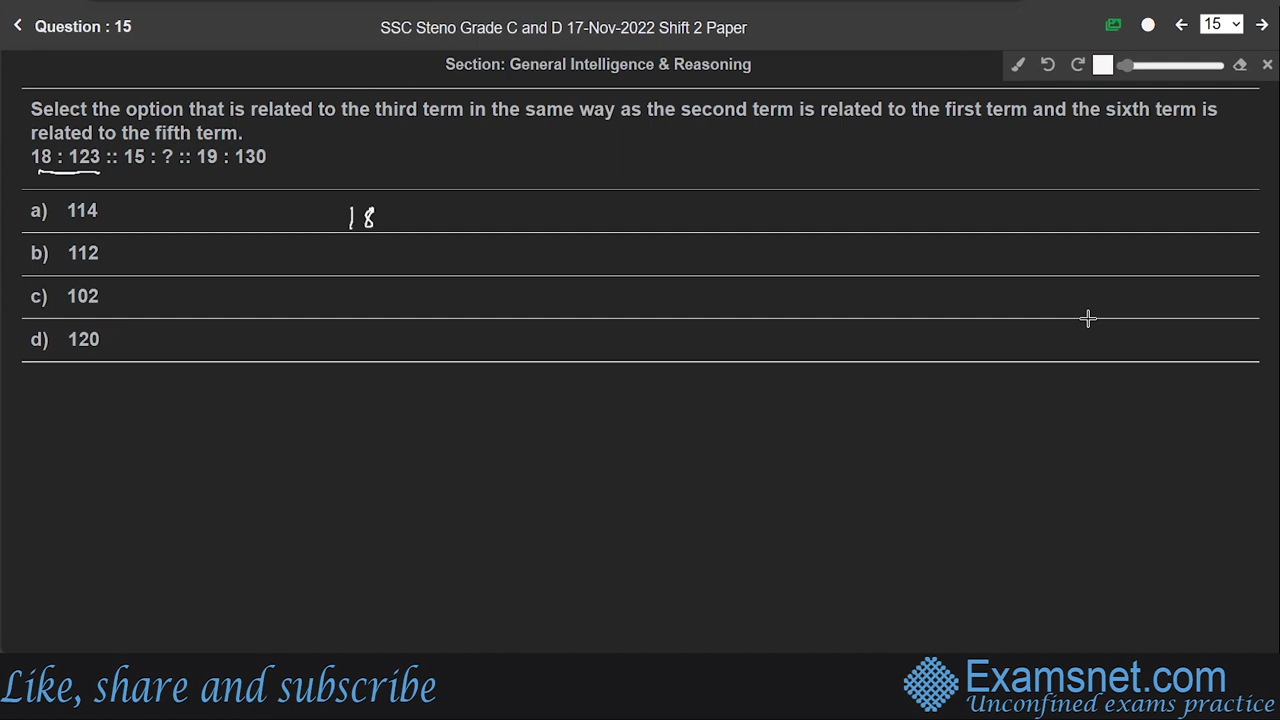 Question : 15
SSC Steno Grade C and D 17-Nov-2022 Shift 2 Paper
15
Section: General Intelligence & Reasoning
Select the option that is related to the third term in the same way as the second term is related to the first term and the sixth term is
related to the fifth term.
18 : 123 :: 15 : ? :: 19 : 130
a) 114
18
b) 112
c) 102
d) 120
Like, share and subscribe
Examsnet.com
Unconfined exams practice